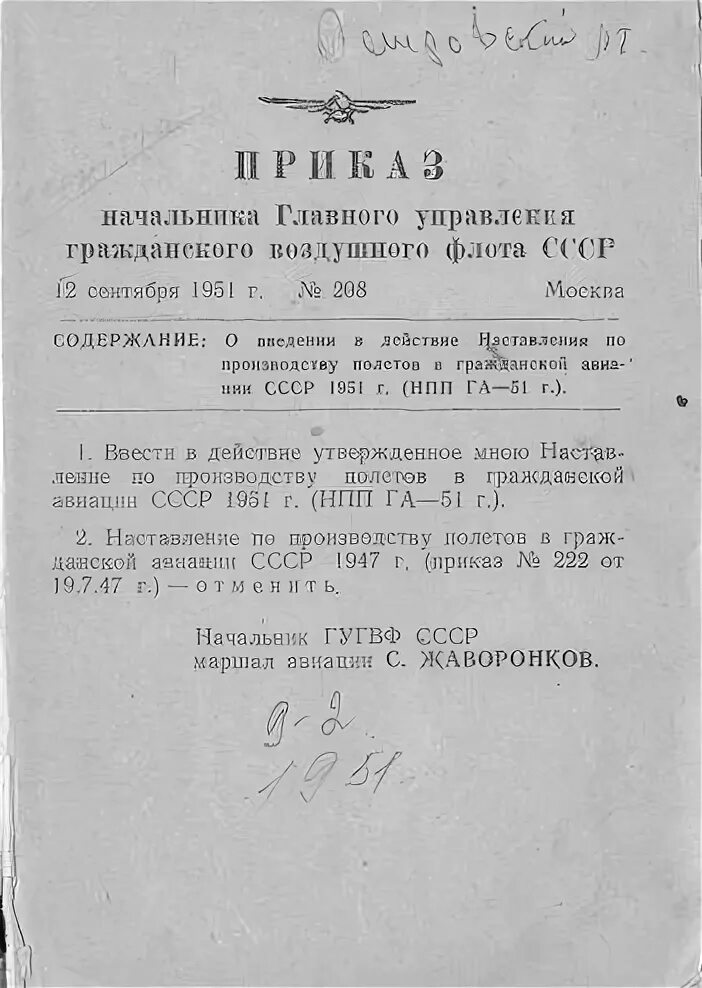 ПРИКАЗ
начальника Главного управления
гражданского воздушного флота СССР
12 сентября 1951 г. № 208 Москва
СОДЕРЖАНИЕ: О введении в действие Наставления по
производству полетов в гражданской авиа-
ции СССР 1951 г. (НПП ГА—51 г.).
1. Ввести в действие утвержденное мною Настав-
ление по производству полетов в гражданской
авиации СССР 1951 г. (НПП ГА—51 г.).
2. Наставление по производству полетов в граж-
данской авиации СССР 1947 г. (приказ № 222 от
19.7.47 г.) — отменить.
Начальник ГУГВФ СССР
маршал авиации С. ЖАВОРОНКОВ.
9-2
1951